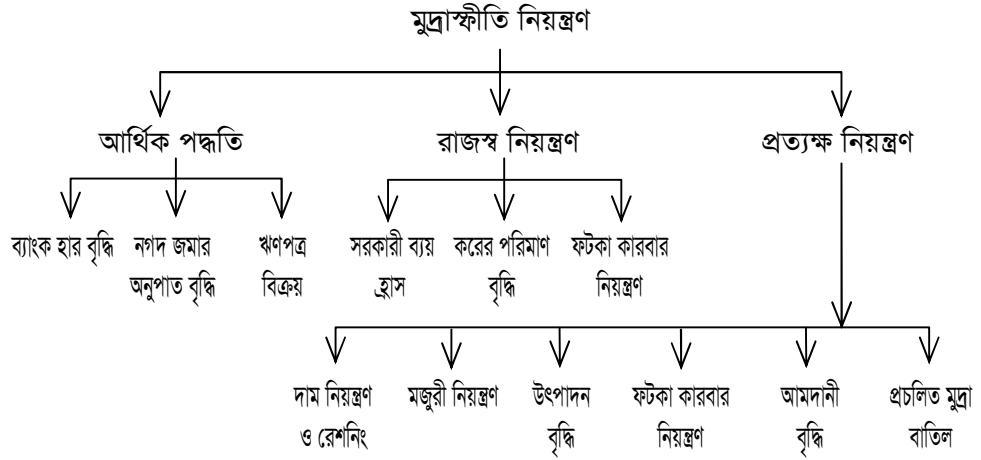 মুদ্রাস্ফীতি নিয়ন্ত্রণ
আর্থিক পদ্ধতি রাজস্ব নিয়ন্ত্রণ প্রত্যক্ষ নিয়ন্ত্রণ
ব্যাংক হার বৃদ্ধি নগদ জমার ঋণপত্র সরকারী ব্যয় করের পরিমাণ ফটকা কারবার
অনুপাত বৃদ্ধি বিক্রয় হ্রাস বৃদ্ধি নিয়ন্ত্রণ
দাম নিয়ন্ত্রণ মজুরী নিয়ন্ত্রণ উৎপাদন ফটকা কারবার আমদানী প্রচলিত মুদ্রা
ও রেশনিং বৃদ্ধি নিয়ন্ত্রণ বৃদ্ধি বাতিল